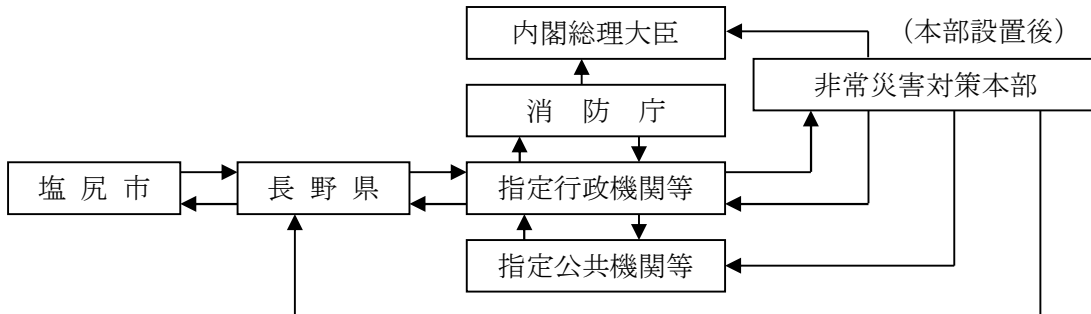 内閣総理大臣
（本部設置後）
非常災害対策本部
消　防　庁
塩 尻 市
長 野 県
指定行政機関等
指定公共機関等